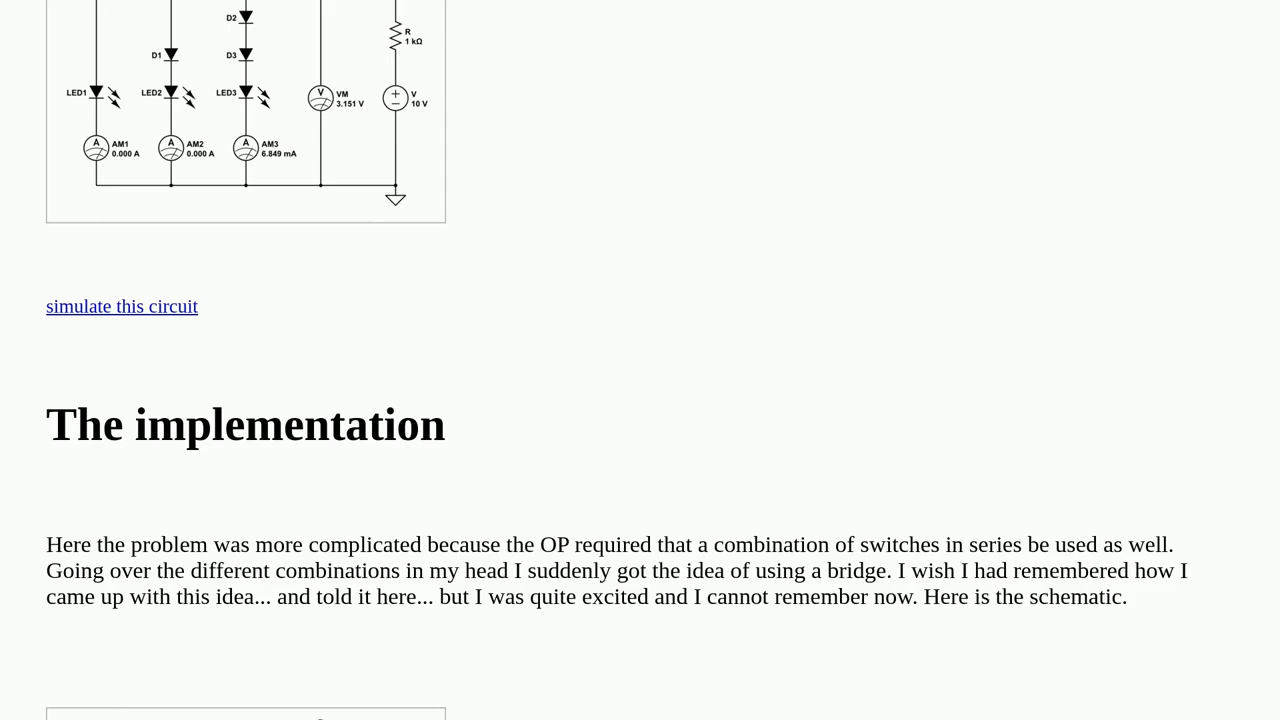 D2
R
1 kΩ
D1
D3
LED1
LED2
LED3
V
VM
3.151 V
V
10 V
A
AM1
0.000 A
A
AM2
0.000 A
A
AM3
6.849 mA
simulate this circuit
The implementation
Here the problem was more complicated because the OP required that a combination of switches in series be used as well.
Going over the different combinations in my head I suddenly got the idea of using a bridge. I wish I had remembered how I
came up with this idea... and told it here... but I was quite excited and I cannot remember now. Here is the schematic.